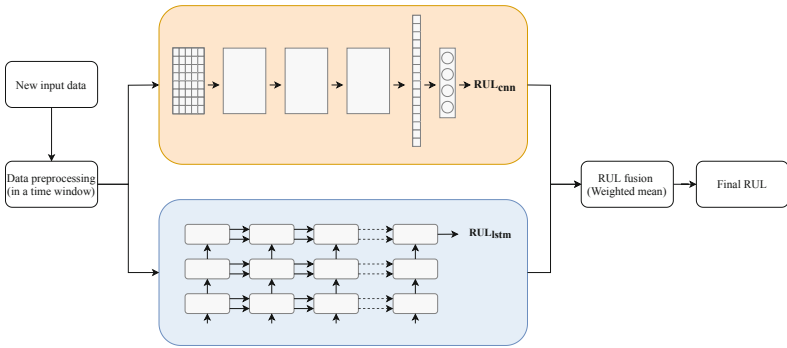 New input data
Data preprocessing
(in a time window)
RULcnn
RULlstm
RUL fusion
(Weighted mean)
Final RUL